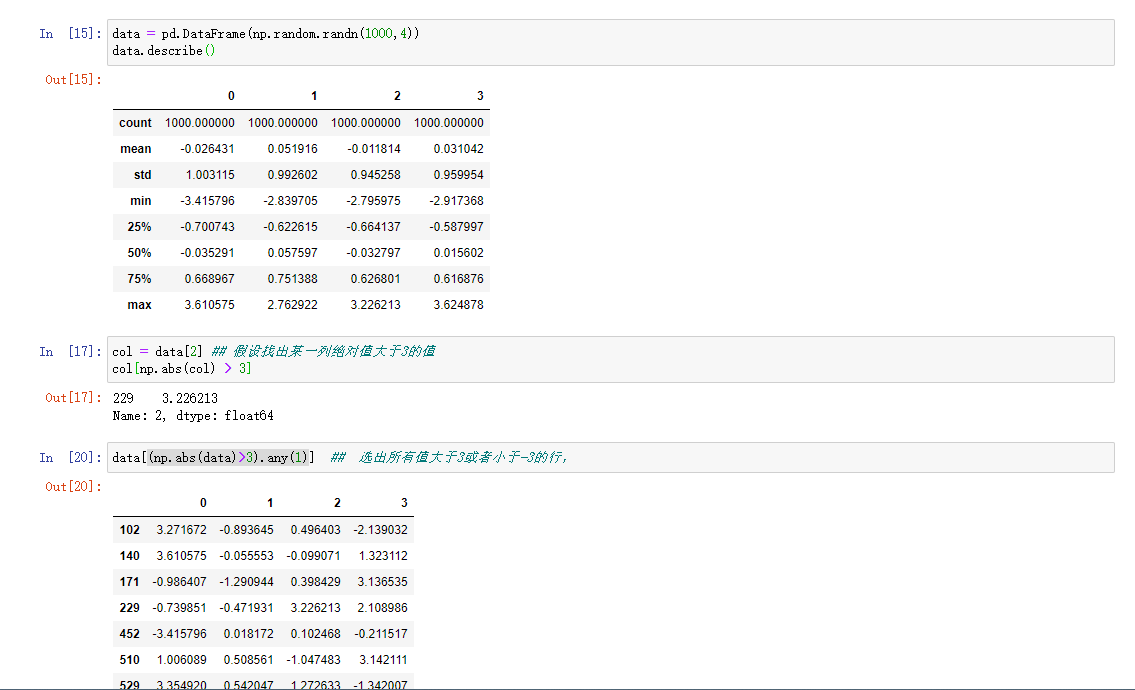 In [15]: data = pd.DataFrame(np.random.randn(1000,4))
data.describe()
Out[15]:
0 1 2 3
count 1000.000000 1000.000000 1000.000000 1000.000000
mean -0.026431 0.051916 -0.011814 0.031042
std 1.003115 0.992602 0.945258 0.959954
min -3.415796 -2.839705 -2.795975 -2.917368
25% -0.700743 -0.622615 -0.664137 -0.587997
50% -0.035291 0.057597 -0.032797 0.015602
75% 0.668967 0.751388 0.626801 0.616876
max 3.610575 2.762922 3.226213 3.624878
In [17]: col = data[2] ## 假设找出某一列绝对值大于3的值
col[np.abs(col) > 3]
Out[17]: 229 3.226213
Name: 2, dtype: float64
In [20]: data[(np.abs(data)>3).any(1)] ## 选出所有值大于3或者小于-3的行,
Out[20]:
0 1 2 3
102 3.271672 -0.893645 0.496403 -2.139032
140 3.610575 -0.055553 -0.099071 1.323112
171 -0.986407 -1.290944 0.398429 3.136535
229 -0.739851 -0.471931 3.226213 2.108986
452 -3.415796 0.018172 0.102468 -0.211517
510 1.006089 0.508561 -1.047483 3.142111
529 3.354920 0.542047 1.272633 -1.342007